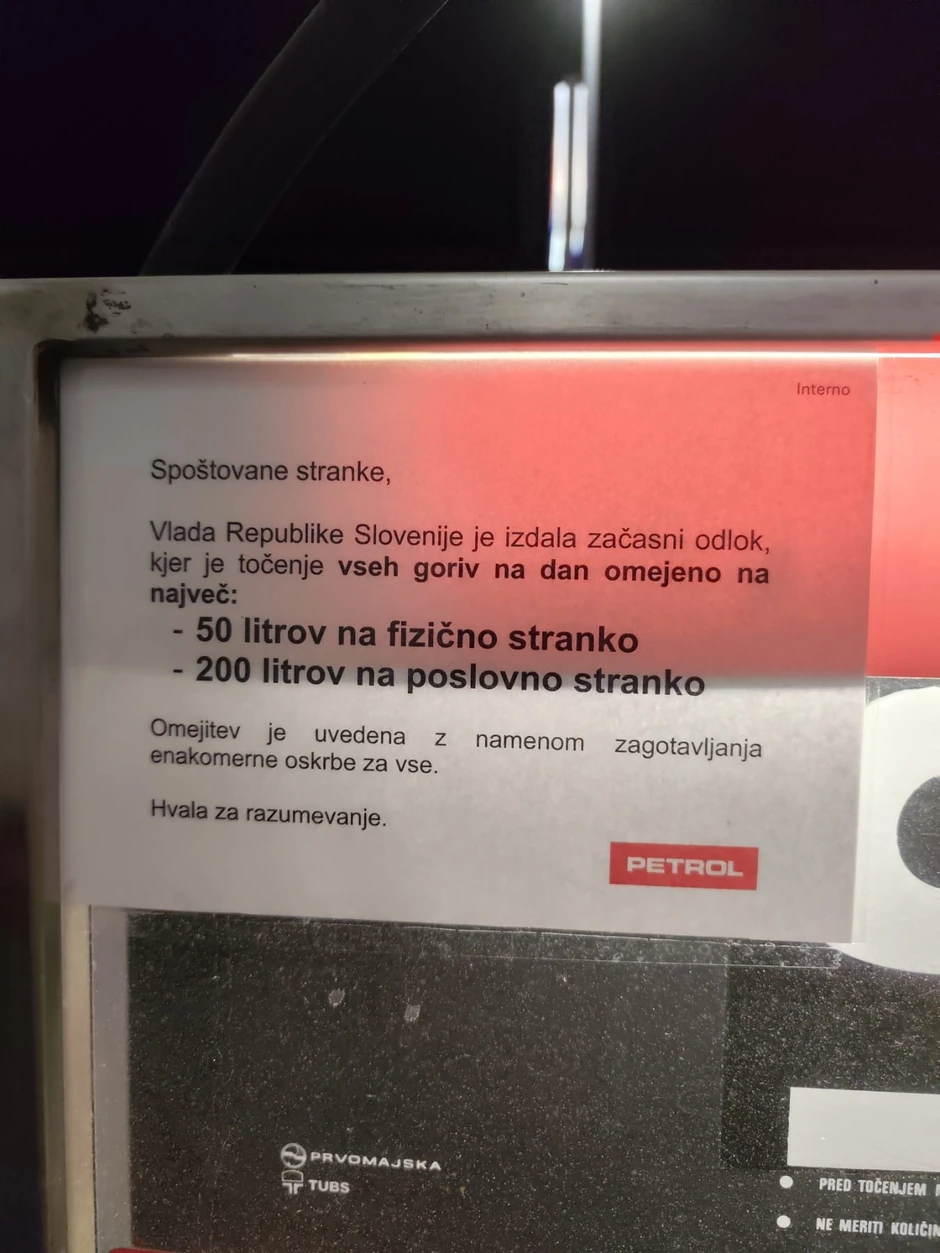 Interno
Spoštovane stranke,
Vlada Republike Slovenije je izdala začasni odlok,
kjer je točenje vseh goriv na dan omejeno na
največ:
- 50 litrov na fizično stranko
- 200 litrov na poslovno stranko
Omejitev je uvedena z namenom zagotavljanja
enakomerne oskrbe za vse.
Hvala za razumevanje.
PETROL
PRVOMAJSKA
TUBS
PRED TOČENJEM
NE MERITI